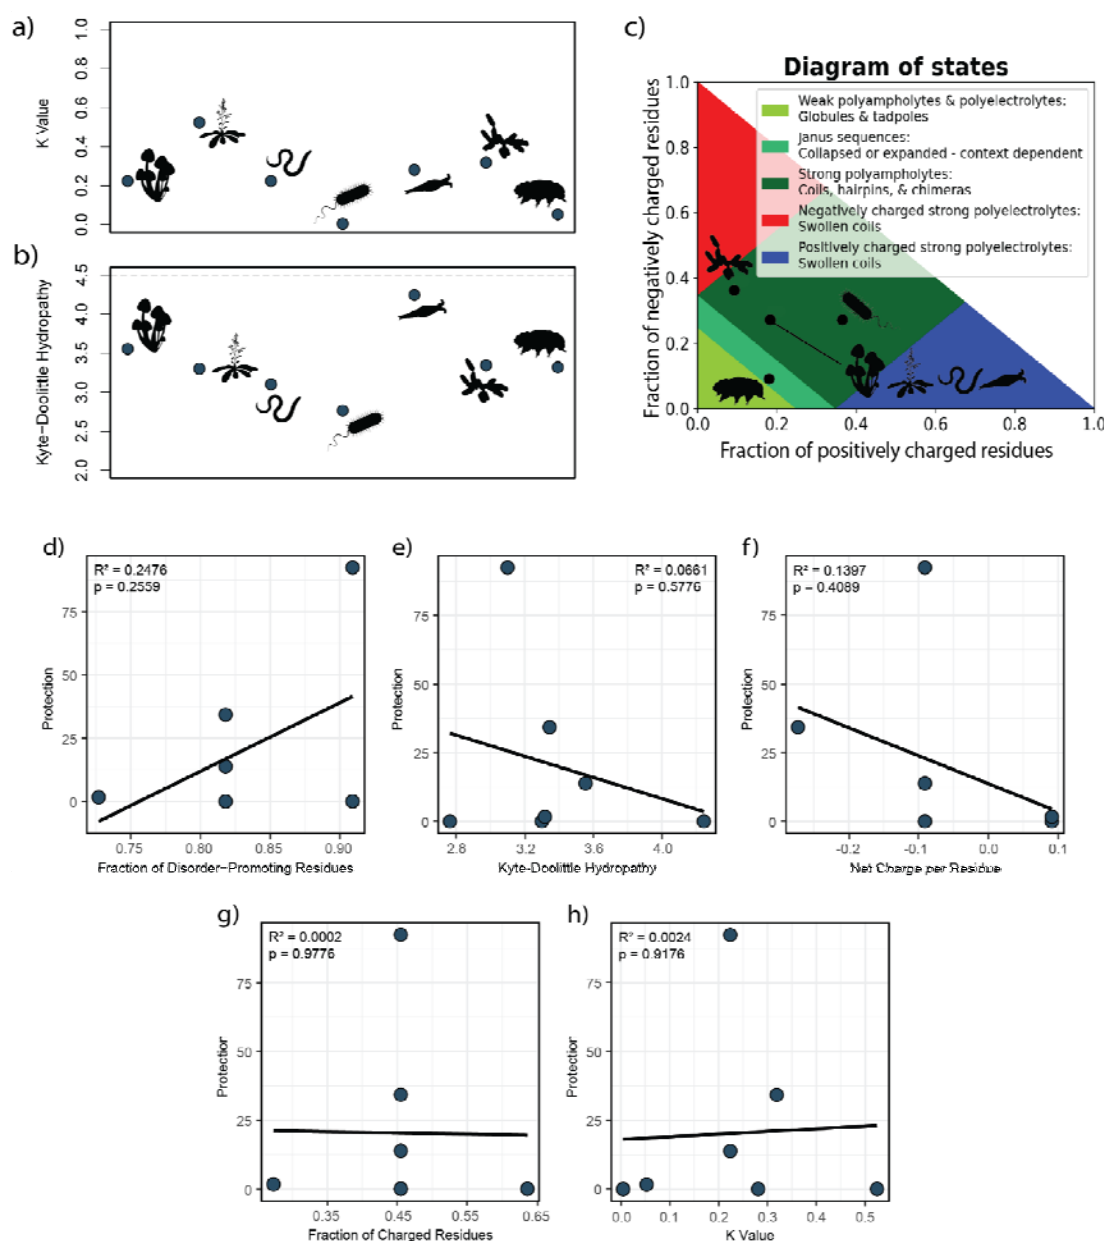 a)
K Value
1.0
0.8
0.6
0.4
0.2
0.0
b)
Kyte-Doolittle Hydropathy
4.5
4.0
3.5
3.0
2.5
2.0
c)
Diagram of states
Fraction of negatively charged residues
1.0
0.8
0.6
0.4
0.2
0.0
Weak polyampholytes & polyelectrolytes:
Globules & tadpoles
Janus sequences:
Collapsed or expanded - context dependent
Strong polyampholytes:
Coils, hairpins, & chimeras
Negatively charged strong polyelectrolytes:
Swollen coils
Positively charged strong polyelectrolytes:
Swollen coils
0.0 0.2 0.4 0.6 0.8 1.0
Fraction of positively charged residues
d)
R² = 0.2476
p = 0.2559
Protection
75
50
25
0
0.75 0.80 0.85 0.90
Fraction of Disorder-Promoting Residues
e)
R² = 0.0661
p = 0.5776
Protection
75
50
25
0
2.8 3.2 3.6 4.0
Kyte-Doolittle Hydropathy
f)
R² = 0.1397
p = 0.4089
Protection
75
50
25
0
-0.2 -0.1 0.0 0.1
Net Charge per Residue
g)
R² = 0.0002
p = 0.9776
Protection
75
50
25
0
0.35 0.45 0.55 0.65
Fraction of Charged Residues
h)
R² = 0.0024
p = 0.9176
Protection
75
50
25
0
0.0 0.1 0.2 0.3 0.4 0.5
K Value